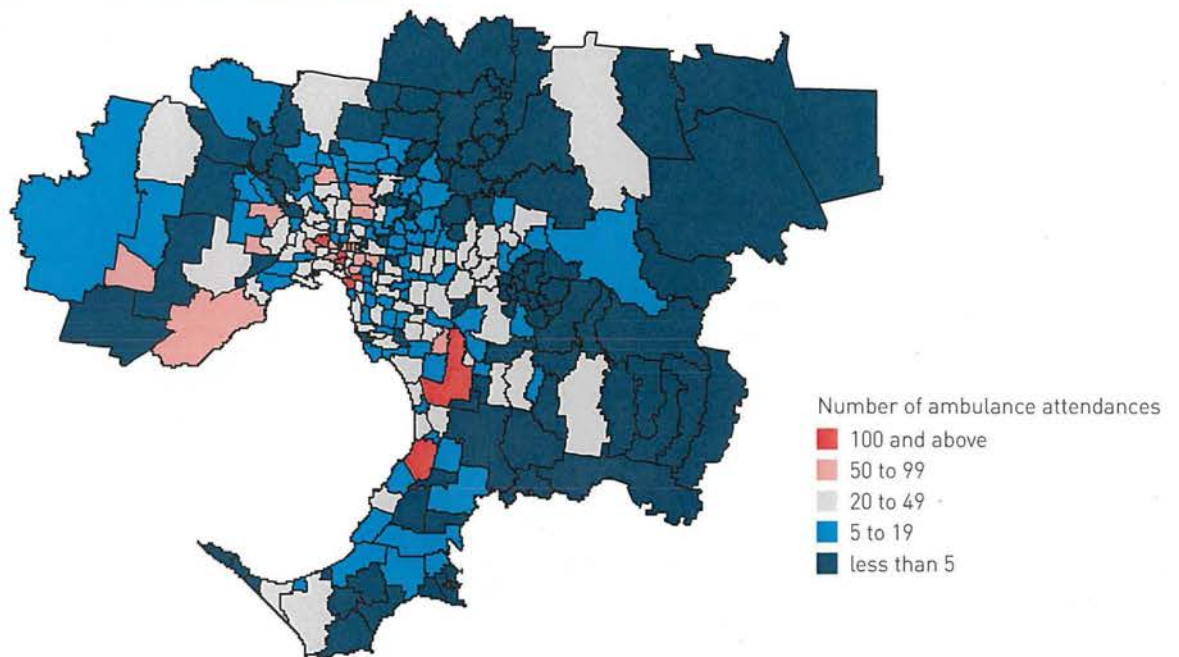 Number of ambulance attendances
100 and above
50 to 99
20 to 49
5 to 19
less than 5